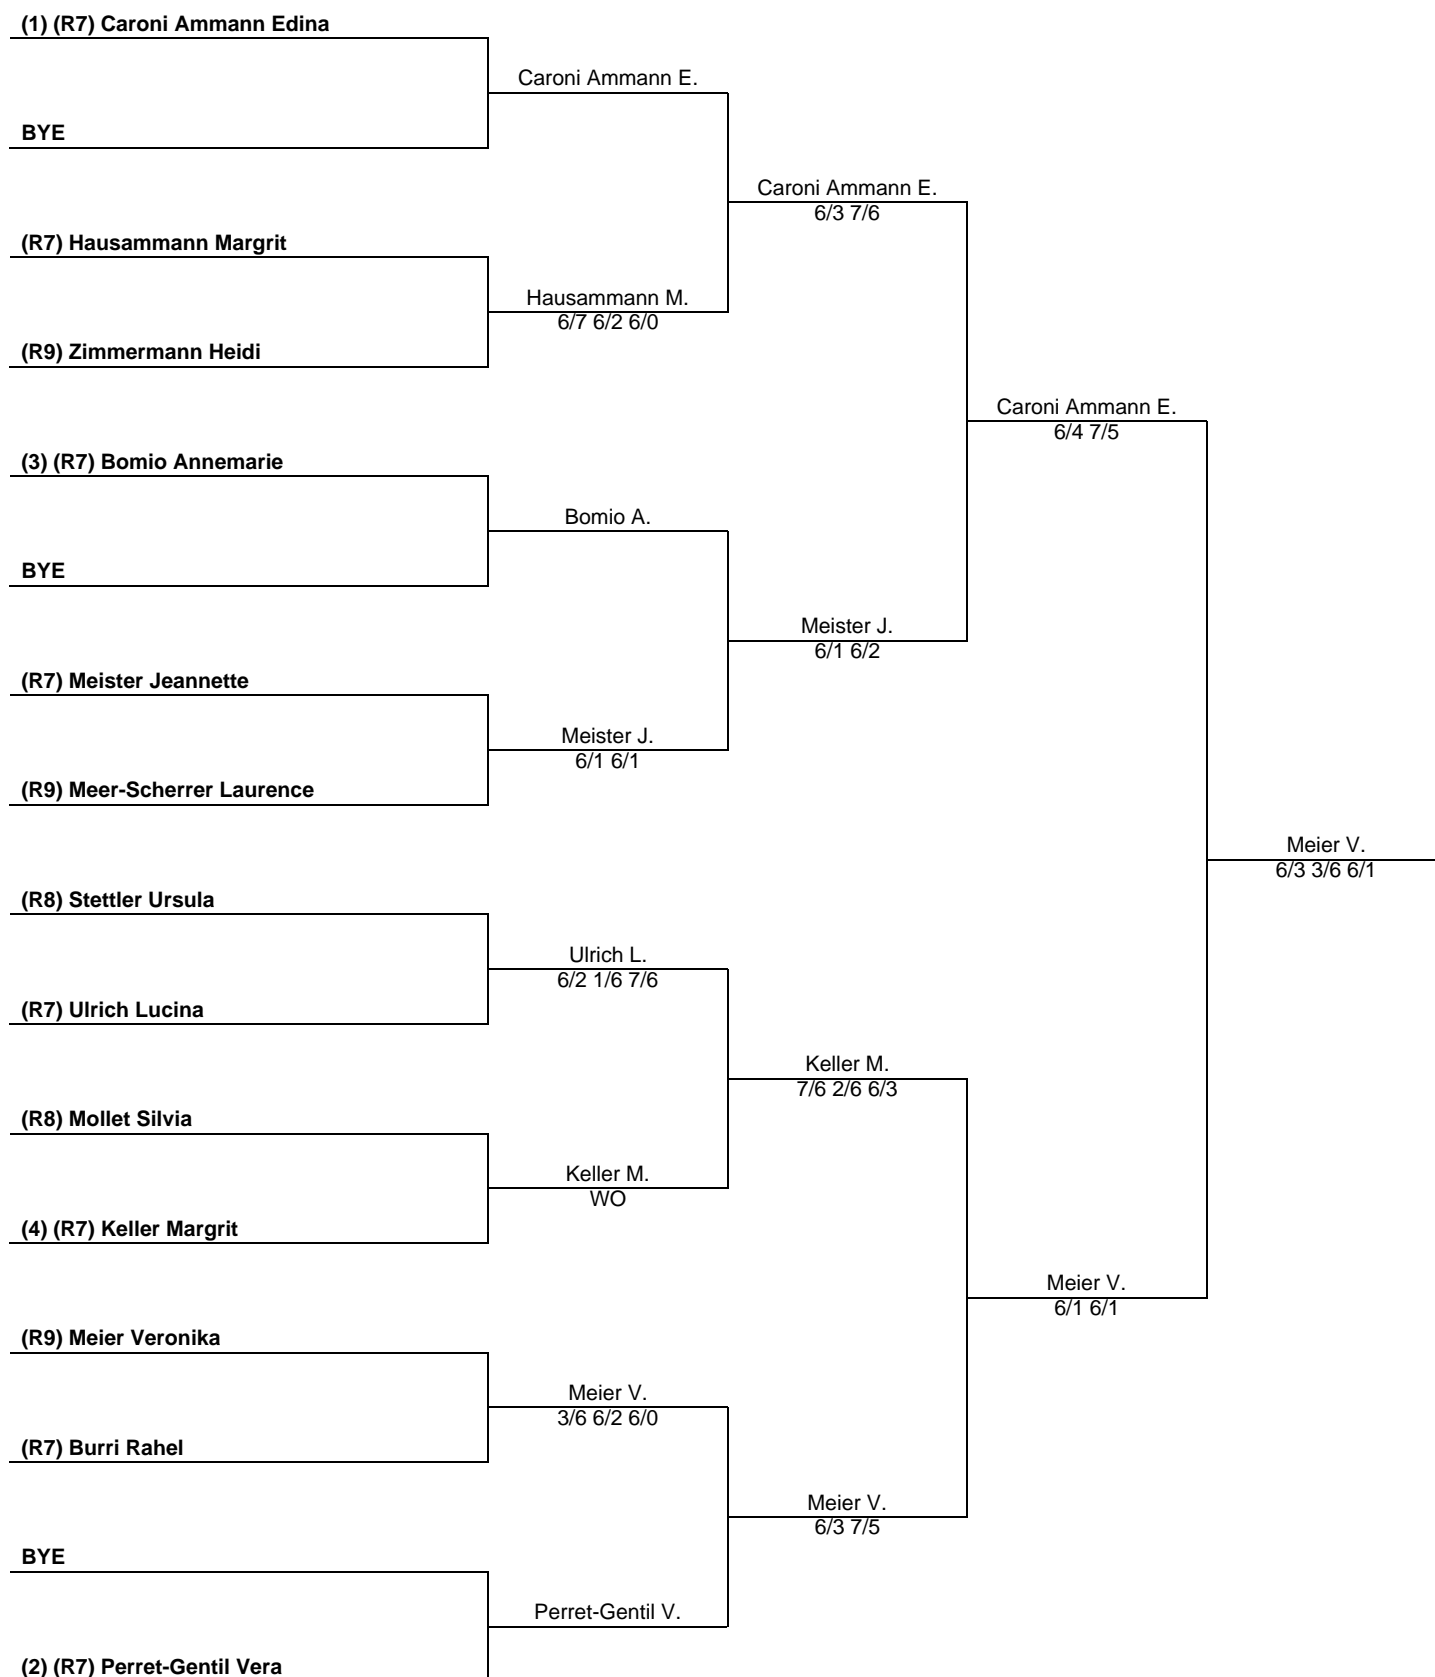 (1) (R7) Caroni Ammann Edina
Caroni Ammann E.
BYE
Caroni Ammann E.
6/3 7/6
(R7) Hausammann Margrit
Hausammann M.
6/7 6/2 6/0
(R9) Zimmermann Heidi
Caroni Ammann E.
6/4 7/5
(3) (R7) Bomio Annemarie
Bomio A.
BYE
Meister J.
6/1 6/2
(R7) Meister Jeannette
Meister J.
6/1 6/1
(R9) Meer-Scherrer Laurence
Meier V.
6/3 3/6 6/1
(R8) Stettler Ursula
Ulrich L.
6/2 1/6 7/6
(R7) Ulrich Lucina
Keller M.
7/6 2/6 6/3
(R8) Mollet Silvia
Keller M.
WO
(4) (R7) Keller Margrit
Meier V.
6/1 6/1
(R9) Meier Veronika
Meier V.
3/6 6/2 6/0
(R7) Burri Rahel
Meier V.
6/3 7/5
BYE
Perret-Gentil V.
(2) (R7) Perret-Gentil Vera